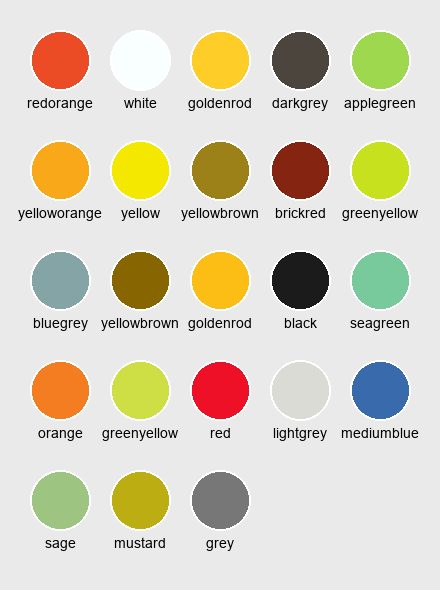 redorange white goldenrod darkgrey applegreen
yelloworange yellow yellowbrown brickred greenyellow
bluegrey yellowbrown goldenrod black seagreen
orange greenyellow red lightgrey mediumblue
sage mustard grey